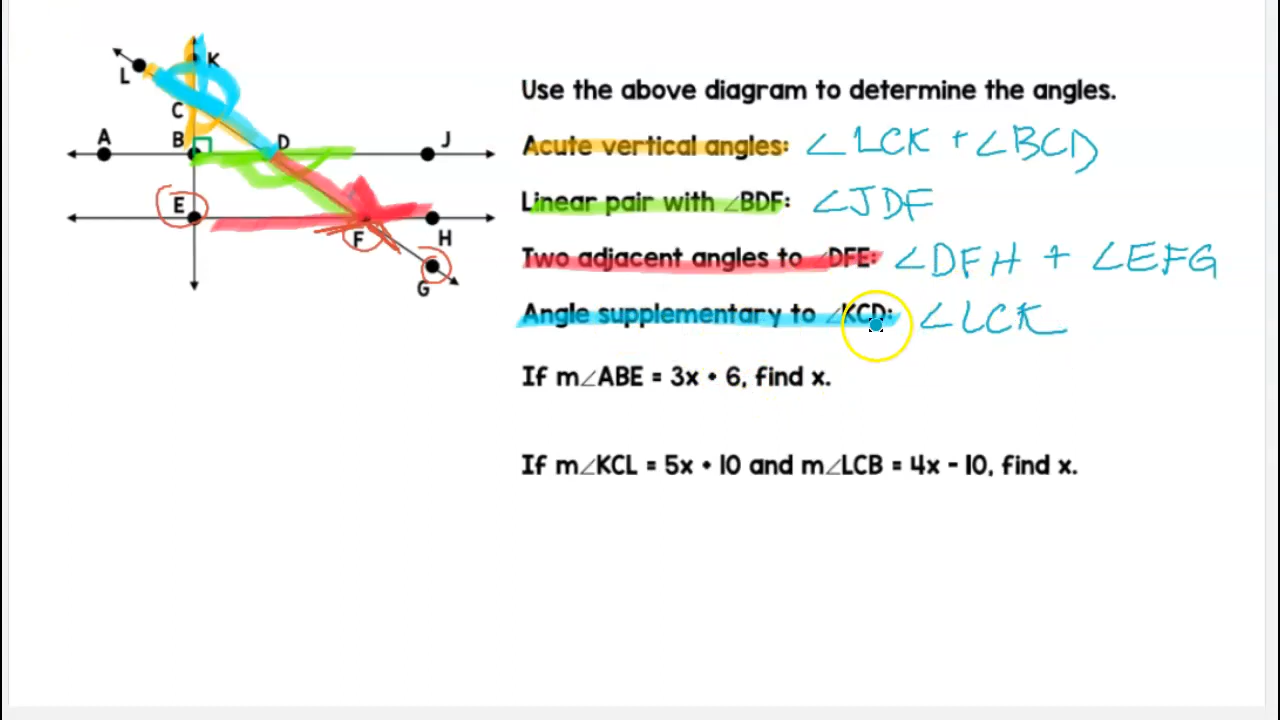 K
L
C
A
B
D
J
E
F
H
G
Use the above diagram to determine the angles.
Acute vertical angles: ∠LCK + ∠BCD
Linear pair with ∠BDF: ∠JDF
Two adjacent angles to ∠DFE: ∠DFH + ∠EFG
Angle supplementary to ∠KCD: ∠LCK
If m∠ABE = 3x + 6, find x.
If m∠KCL = 5x + 10 and m∠LCB = 4x - 10, find x.